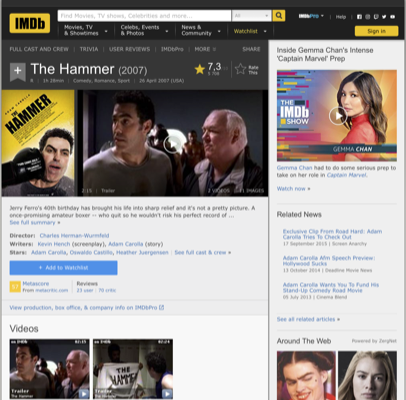 IMDb
Find Movies, TV shows, Celebrities and more...
All
IMDbPro
Help
Movies, TV & Showtimes
Celebs, Events & Photos
News & Community
Watchlist
Sign in
FULL CAST AND CREW | TRIVIA | USER REVIEWS | IMDbPro | MORE
SHARE
The Hammer (2007)
7,3
Rate This
1h 28min | Comedy, Romance, Sport | 26 April 2007 (USA)
HAMMER
2:15 | Trailer
2 VIDEOS
21 IMAGES
Jerry Ferro's 40th birthday has brought his life into sharp relief and it's not a pretty picture. A
once-promising amateur boxer -- who quit so he wouldn't risk his perfect record of ...
See full summary »
Director: Charles Herman-Wurmfeld
Writers: Kevin Hench (screenplay), Adam Carolla (story)
Stars: Adam Carolla, Oswaldo Castillo, Heather Juergensen | See full cast & crew »
+ Add to Watchlist
Metascore
From metacritic.com
Reviews
23 user | 76 critic
View production, box office, & company info on IMDbPro
Videos
Trailer
Trailer
Inside Gemma Chan's Intense
'Captain Marvel' Prep
THE IMDb SHOW
GEMMA CHAN
Gemma Chan had to do some serious prep to
take on her role in Captain Marvel.
Watch now »
Related News
Exclusive Clip From Road Hard: Adam
Carolla Tries To Check Out
17 September 2015 | Screen Anarchy
Adam Carolla Afm Speech Preview:
Hollywood Sucks
13 October 2014 | Deadline Movie News
Adam Carolla Wants You To Fund His
Stand-Up Comedy Road Movie
05 July 2013 | Cinema Blend
See all related articles »
Around The Web
Powered by ZergNet